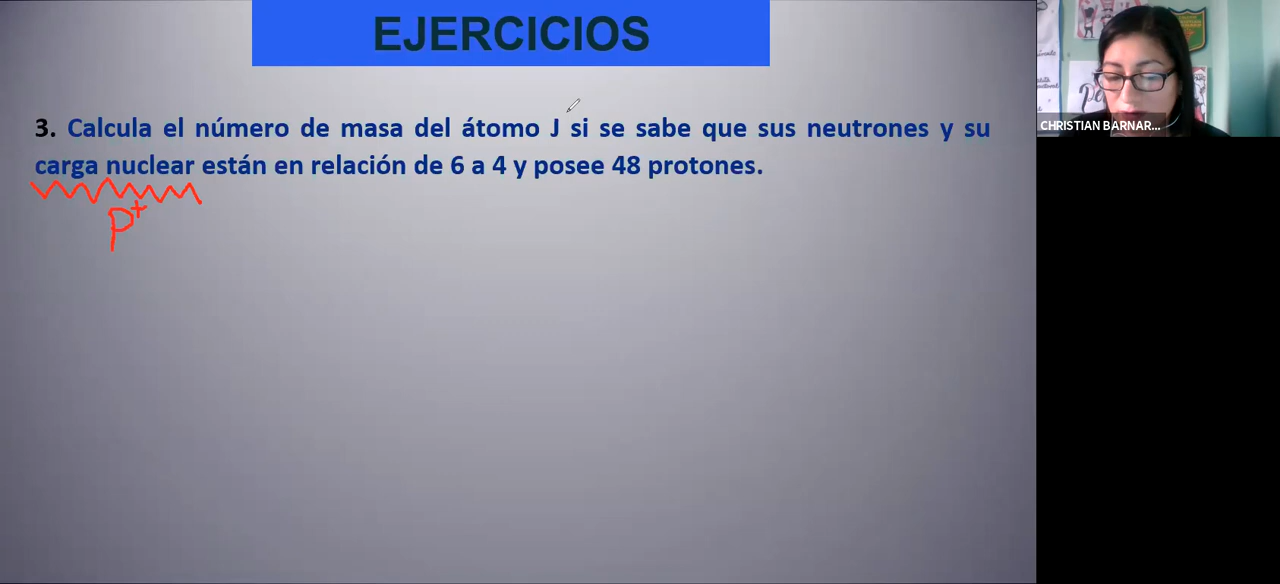 EJERCICIOS
3. Calcula el número de masa del átomo J si se sabe que sus neutrones y su
carga nuclear están en relación de 6 a 4 y posee 48 protones.
P+
CHRISTIAN BARNAR...